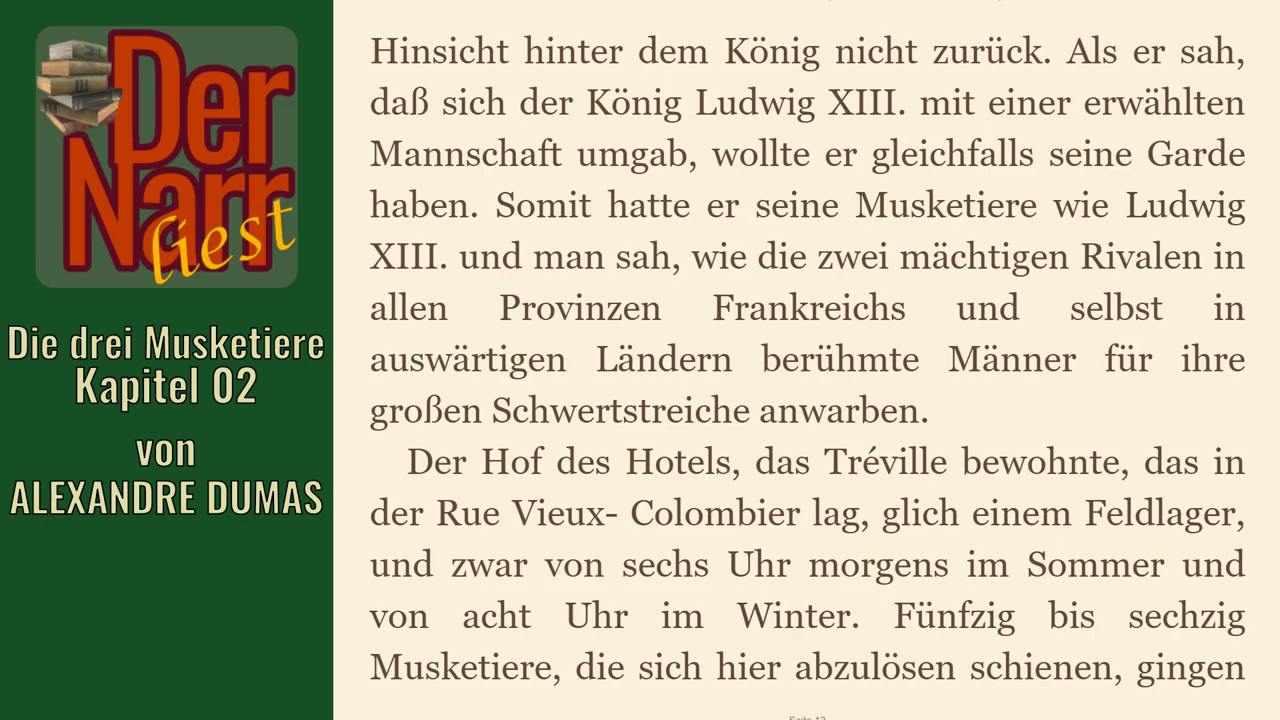 Der
Narr
liest
Die drei Musketiere
Kapitel 02
von
ALEXANDRE DUMAS
Hinsicht hinter dem König nicht zurück. Als er sah,
daß sich der König Ludwig XIII. mit einer erwählten
Mannschaft umgab, wollte er gleichfalls seine Garde
haben. Somit hatte er seine Musketiere wie Ludwig
XIII. und man sah, wie die zwei mächtigen Rivalen in
allen Provinzen Frankreichs und selbst in
auswärtigen Ländern berühmte Männer für ihre
großen Schwertstreiche anwarben.
Der Hof des Hotels, das Tréville bewohnte, das in
der Rue Vieux- Colombier lag, glich einem Feldlager,
und zwar von sechs Uhr morgens im Sommer und
von acht Uhr im Winter. Fünfzig bis sechzig
Musketiere, die sich hier abzulösen schienen, gingen